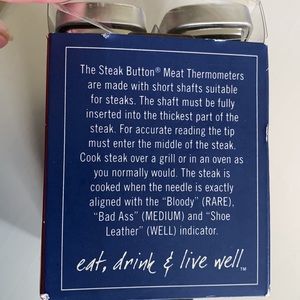 The Steak Button® Meat Thermometers
are made with short shafts suitable
for steaks. The shaft must be fully
inserted into the thickest part of the
steak. For accurate reading the tip
must enter the middle of the steak.
Cook steak over a grill or in an oven as
you normally would. The steak is
cooked when the needle is exactly
aligned with the “Bloody” (RARE),
“Bad Ass” (MEDIUM) and “Shoe
Leather” (WELL) indicator.
eat, drink & live well™